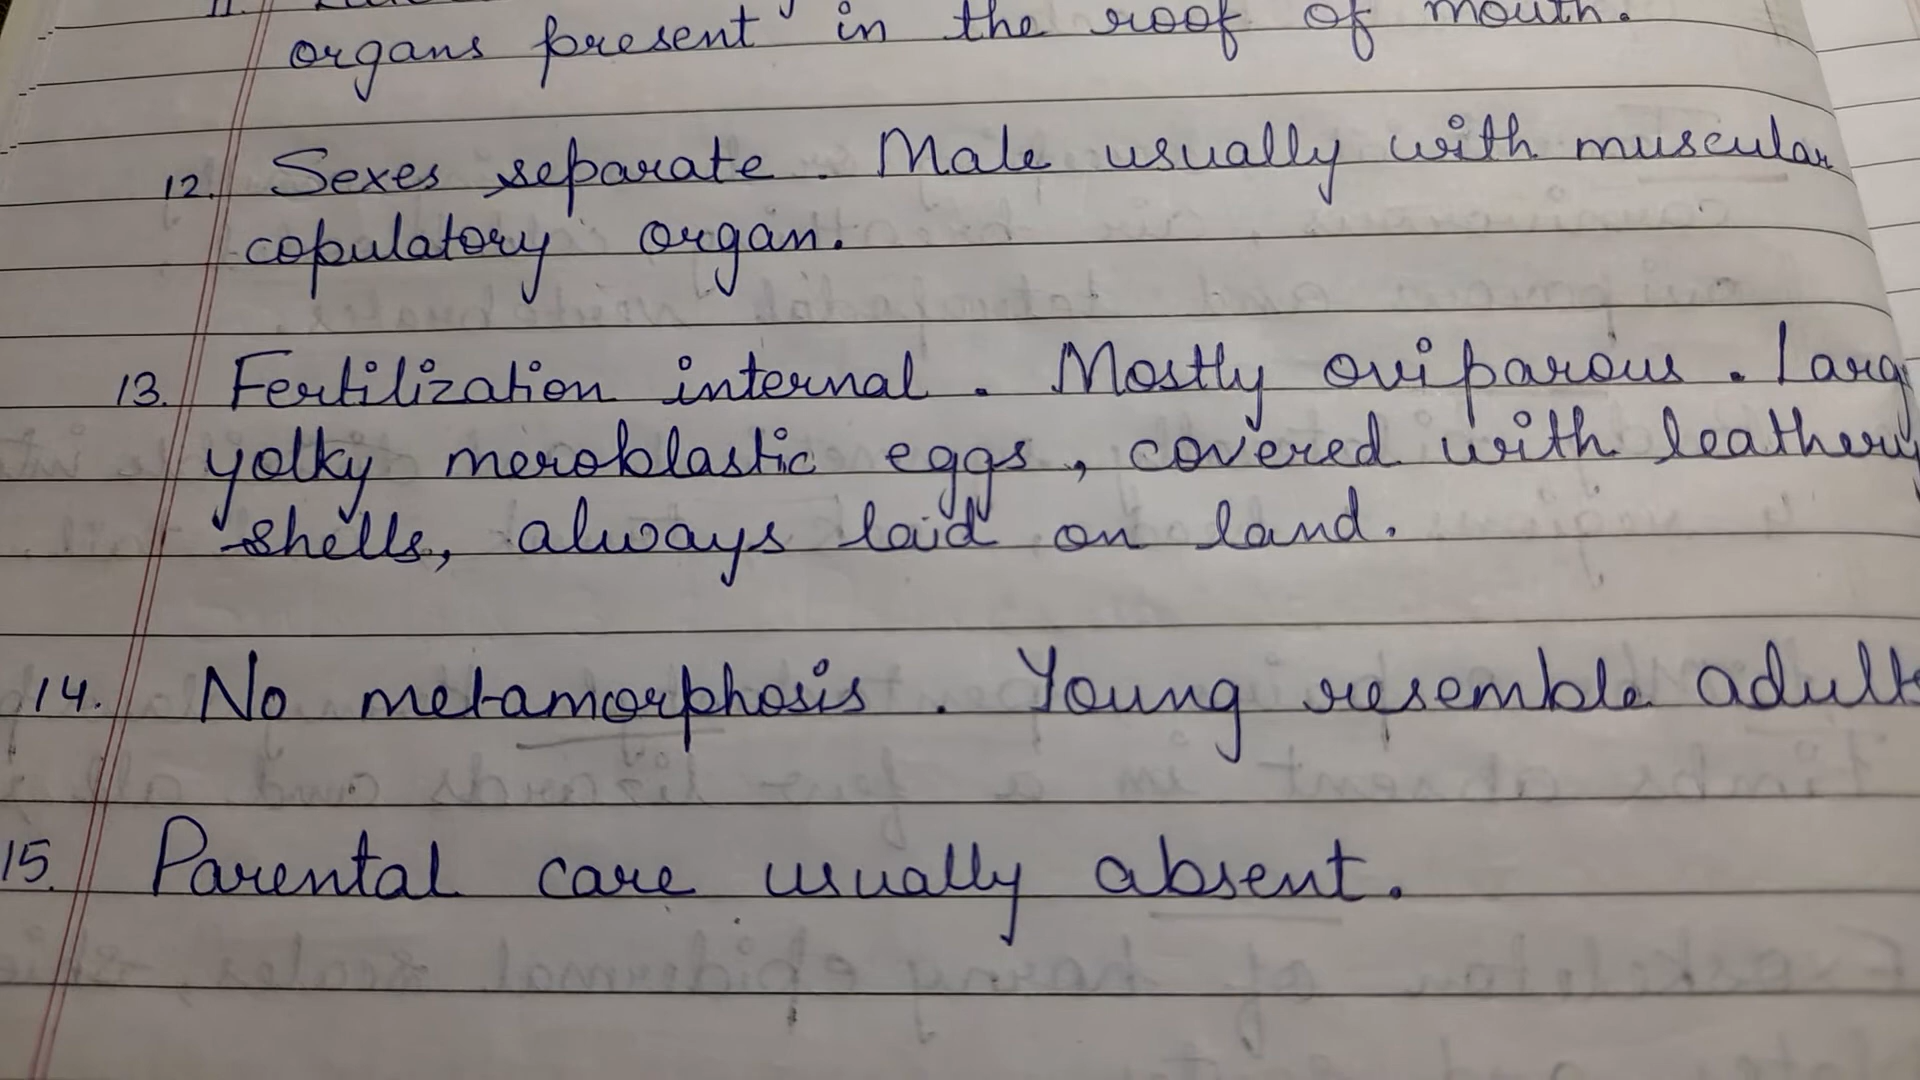 11.
organs present in the roof of mouth.
12. Sexes separate. Male usually with muscular
copulatory organ.
13. Fertilization internal. Mostly oviparous. Larg
yolky meroblastic eggs, covered with leathery
shells, always laid on land.
14. No metamorphosis. Young resemble adults
15. Parental care usually absent.